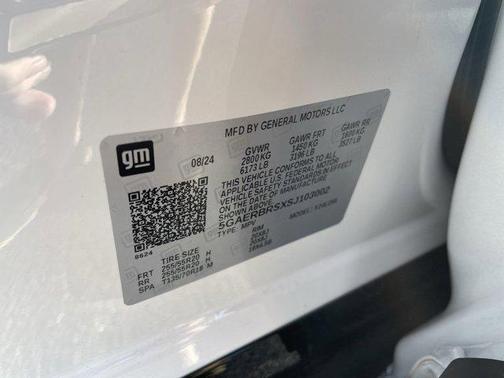 gm
MFD BY GENERAL MOTORS LLC
08/24
GVWR GAWR FRT GAWR RR
2800 KG 1450 KG 1600 KG
6173 LB 3196 LB 3527 LB
THIS VEHICLE CONFORMS TO ALL
APPLICABLE U.S. FEDERAL MOTOR
VEHICLE SAFETY STANDARDS IN
EFFECT ON THE DATE OF
MANUFACTURE SHOWN ABOVE.
5GAERBRSXSJ103002
TYPE: MPV MODEL:
8624
TIRE SIZE RIM
FRT 255/55R20 H 20X8J
RR 255/55R20 H 20X8J
SPA T135/70R18 M